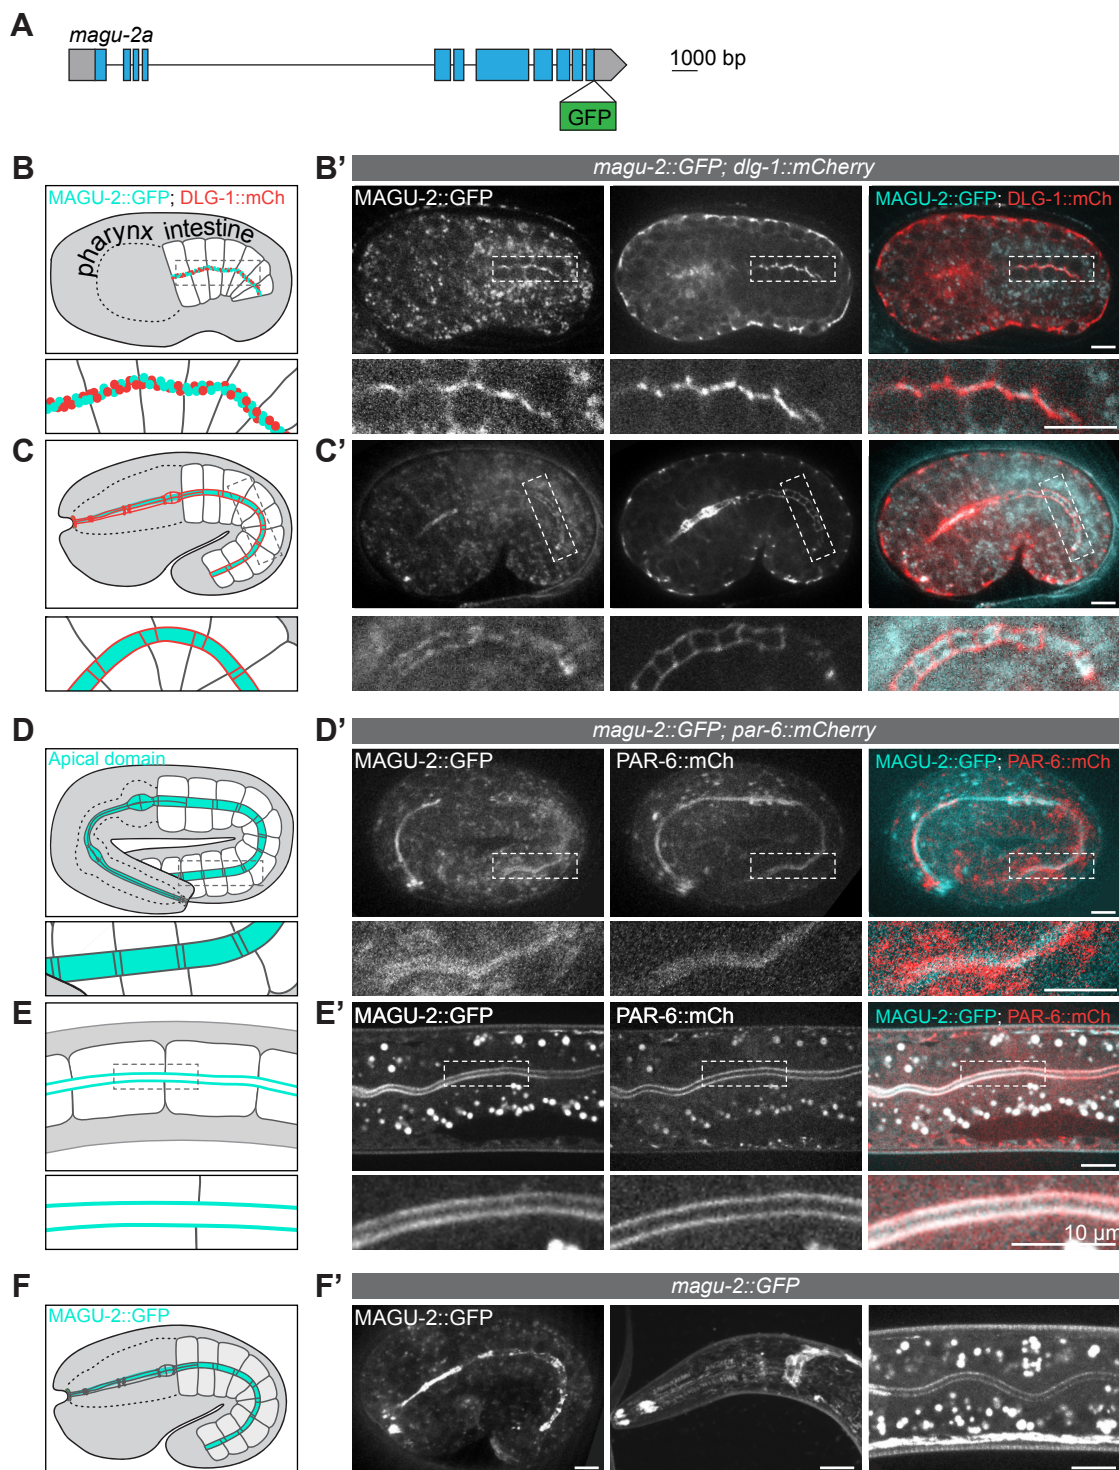 A
magu-2a
1000 bp
GFP
B
B’
magu-2::GFP; dlg-1::mCherry
MAGU-2::GFP; DLG-1::mCh
pharynx intestine
MAGU-2::GFP
MAGU-2::GFP; DLG-1::mCh
C
C’
D
D’
magu-2::GFP; par-6::mCherry
Apical domain
MAGU-2::GFP
PAR-6::mCh
MAGU-2::GFP; PAR-6::mCh
E
E’
MAGU-2::GFP
PAR-6::mCh
MAGU-2::GFP; PAR-6::mCh
10 µm
F
F’
magu-2::GFP
MAGU-2::GFP
MAGU-2::GFP